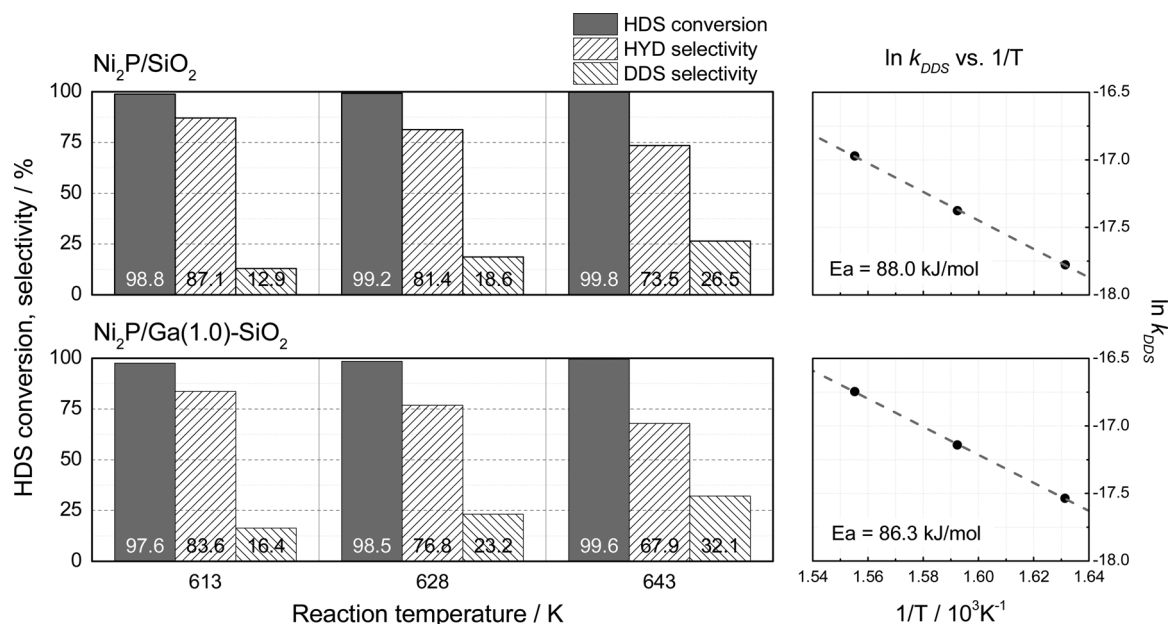 HDS conversion
HYD selectivity
DDS selectivity
Ni₂P/SiO₂
ln k_DDS vs. 1/T
HDS conversion, selectivity / %
100
75
50
25
0
98.8 87.1 12.9 99.2 81.4 18.6 99.8 73.5 26.5
Ea = 88.0 kJ/mol
-16.5
-17.0
-17.5
-18.0
ln k_DDS
Ni₂P/Ga(1.0)-SiO₂
100
75
50
25
0
97.6 83.6 16.4 98.5 76.8 23.2 99.6 67.9 32.1
613 628 643
Reaction temperature / K
Ea = 86.3 kJ/mol
-16.5
-17.0
-17.5
-18.0
1.54 1.56 1.58 1.60 1.62 1.64
1/T / 10³K⁻¹